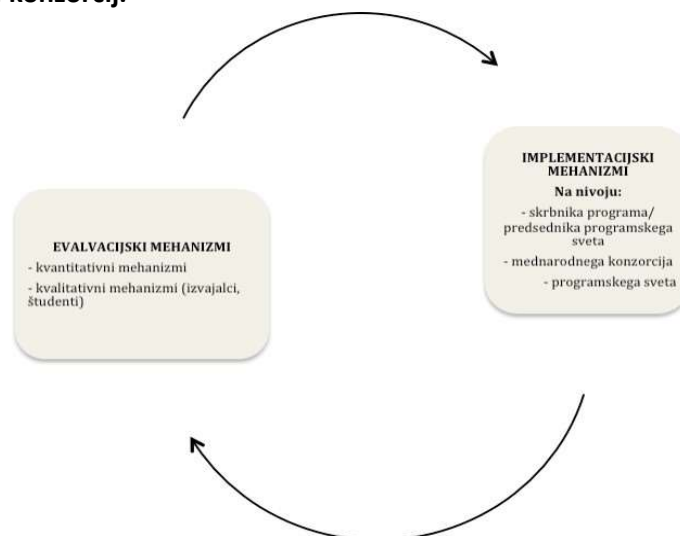 konzorcij.
EVALVACIJSKI MEHANIZMI
- kvantitativni mehanizmi
- kvalitativni mehanizmi (izvajalci,
študenti)
IMPLEMENTACIJSKI
MEHANIZMI
Na nivoju:
- skrbnika programa/
predsednika programskega
sveta
- mednarodnega konzorcija
- programskega sveta